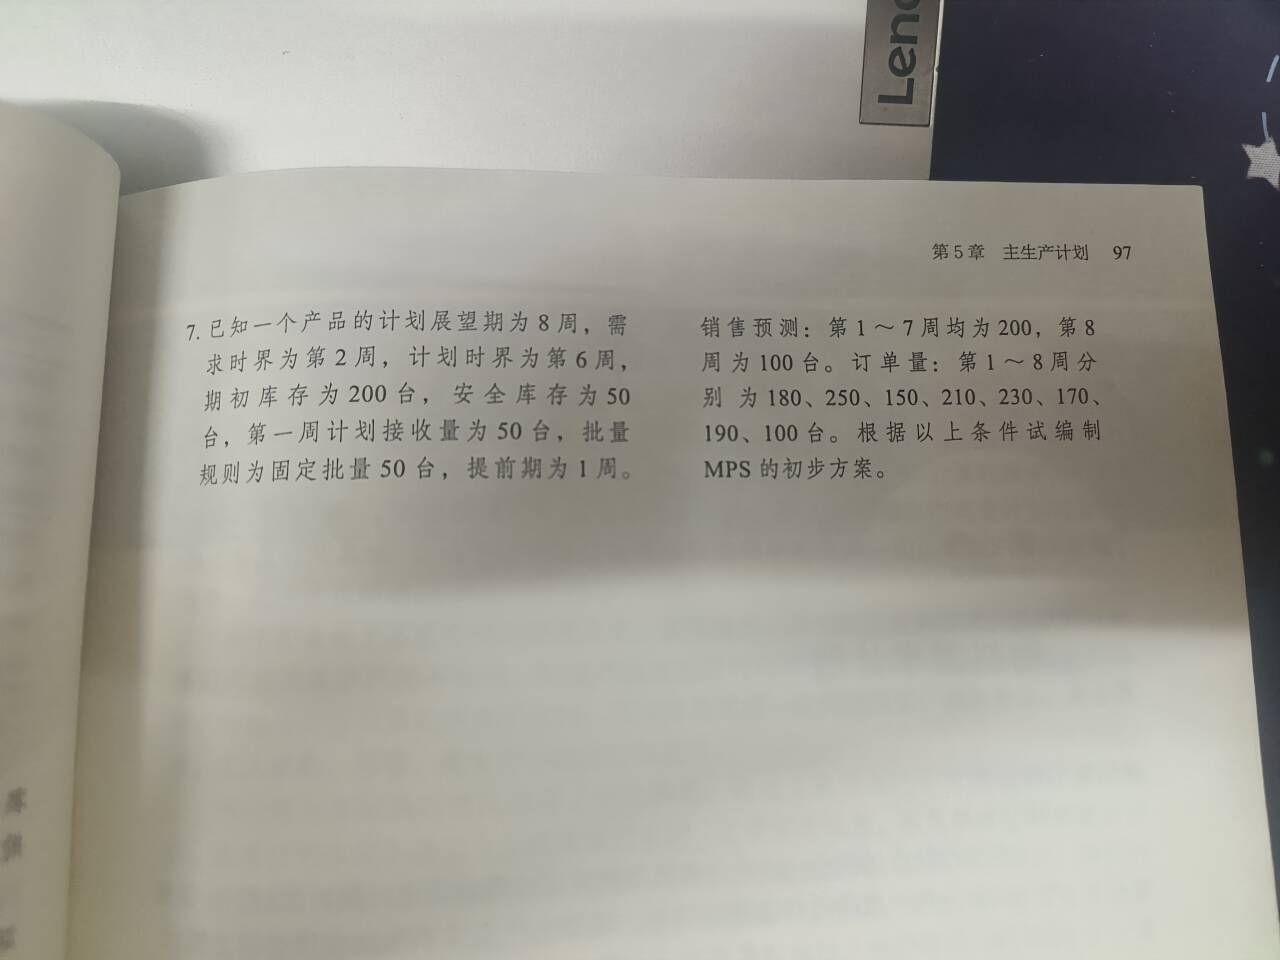 Leno
第5章 主生产计划 97
7. 已知一个产品的计划展望期为8周，需
求时界为第2周，计划时界为第6周，
期初库存为200台，安全库存为50
台，第一周计划接收量为50台，批量
规则为固定批量50台，提前期为1周。
销售预测：第1～7周均为200，第8
周为100台。订单量：第1～8周分
别 为180、250、150、210、230、170、
190、100台。根据以上条件试编制
MPS的初步方案。